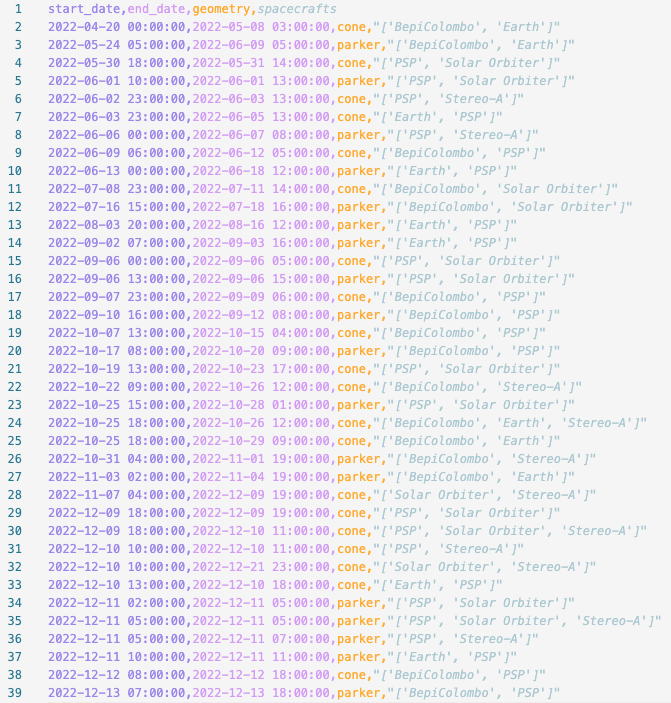 1 start_date,end_date,geometry,spacecrafts
2 2022-04-20 00:00:00,2022-05-08 03:00:00,cone,"['BepiColombo', 'Earth']"
3 2022-05-24 05:00:00,2022-06-09 05:00:00,parker,"['BepiColombo', 'Earth']"
4 2022-05-30 18:00:00,2022-05-31 14:00:00,cone,"['PSP', 'Solar Orbiter']"
5 2022-06-01 10:00:00,2022-06-01 13:00:00,parker,"['PSP', 'Solar Orbiter']"
6 2022-06-02 23:00:00,2022-06-03 13:00:00,cone,"['PSP', 'Stereo-A']"
7 2022-06-03 23:00:00,2022-06-05 13:00:00,cone,"['Earth', 'PSP']"
8 2022-06-06 00:00:00,2022-06-07 08:00:00,parker,"['PSP', 'Stereo-A']"
9 2022-06-09 06:00:00,2022-06-12 05:00:00,cone,"['BepiColombo', 'PSP']"
10 2022-06-13 00:00:00,2022-06-18 12:00:00,parker,"['Earth', 'PSP']"
11 2022-07-08 23:00:00,2022-07-11 14:00:00,cone,"['BepiColombo', 'Solar Orbiter']"
12 2022-07-16 15:00:00,2022-07-18 16:00:00,parker,"['BepiColombo', 'Solar Orbiter']"
13 2022-08-03 20:00:00,2022-08-16 12:00:00,parker,"['Earth', 'PSP']"
14 2022-09-02 07:00:00,2022-09-03 16:00:00,parker,"['Earth', 'PSP']"
15 2022-09-06 00:00:00,2022-09-06 05:00:00,cone,"['PSP', 'Solar Orbiter']"
16 2022-09-06 13:00:00,2022-09-06 15:00:00,parker,"['PSP', 'Solar Orbiter']"
17 2022-09-07 23:00:00,2022-09-09 06:00:00,cone,"['BepiColombo', 'PSP']"
18 2022-09-10 16:00:00,2022-09-12 08:00:00,parker,"['BepiColombo', 'PSP']"
19 2022-10-07 13:00:00,2022-10-15 04:00:00,cone,"['BepiColombo', 'PSP']"
20 2022-10-17 08:00:00,2022-10-20 09:00:00,parker,"['BepiColombo', 'PSP']"
21 2022-10-19 13:00:00,2022-10-23 17:00:00,cone,"['PSP', 'Solar Orbiter']"
22 2022-10-22 09:00:00,2022-10-26 12:00:00,cone,"['BepiColombo', 'Stereo-A']"
23 2022-10-25 15:00:00,2022-10-28 01:00:00,parker,"['PSP', 'Solar Orbiter']"
24 2022-10-25 18:00:00,2022-10-26 12:00:00,cone,"['BepiColombo', 'Earth', 'Stereo-A']"
25 2022-10-25 18:00:00,2022-10-29 09:00:00,cone,"['BepiColombo', 'Earth']"
26 2022-10-31 04:00:00,2022-11-01 19:00:00,parker,"['BepiColombo', 'Stereo-A']"
27 2022-11-03 02:00:00,2022-11-04 19:00:00,parker,"['BepiColombo', 'Earth']"
28 2022-11-07 04:00:00,2022-12-09 19:00:00,cone,"['Solar Orbiter', 'Stereo-A']"
29 2022-12-09 18:00:00,2022-12-09 19:00:00,cone,"['PSP', 'Solar Orbiter']"
30 2022-12-09 18:00:00,2022-12-10 11:00:00,cone,"['PSP', 'Solar Orbiter', 'Stereo-A']"
31 2022-12-10 10:00:00,2022-12-10 11:00:00,cone,"['PSP', 'Stereo-A']"
32 2022-12-10 10:00:00,2022-12-21 23:00:00,cone,"['Solar Orbiter', 'Stereo-A']"
33 2022-12-10 13:00:00,2022-12-10 18:00:00,cone,"['Earth', 'PSP']"
34 2022-12-11 02:00:00,2022-12-11 05:00:00,parker,"['PSP', 'Solar Orbiter']"
35 2022-12-11 05:00:00,2022-12-11 05:00:00,parker,"['PSP', 'Solar Orbiter', 'Stereo-A']"
36 2022-12-11 05:00:00,2022-12-11 07:00:00,parker,"['PSP', 'Stereo-A']"
37 2022-12-11 10:00:00,2022-12-11 11:00:00,parker,"['Earth', 'PSP']"
38 2022-12-12 08:00:00,2022-12-12 18:00:00,cone,"['BepiColombo', 'PSP']"
39 2022-12-13 07:00:00,2022-12-13 18:00:00,parker,"['BepiColombo', 'PSP']"